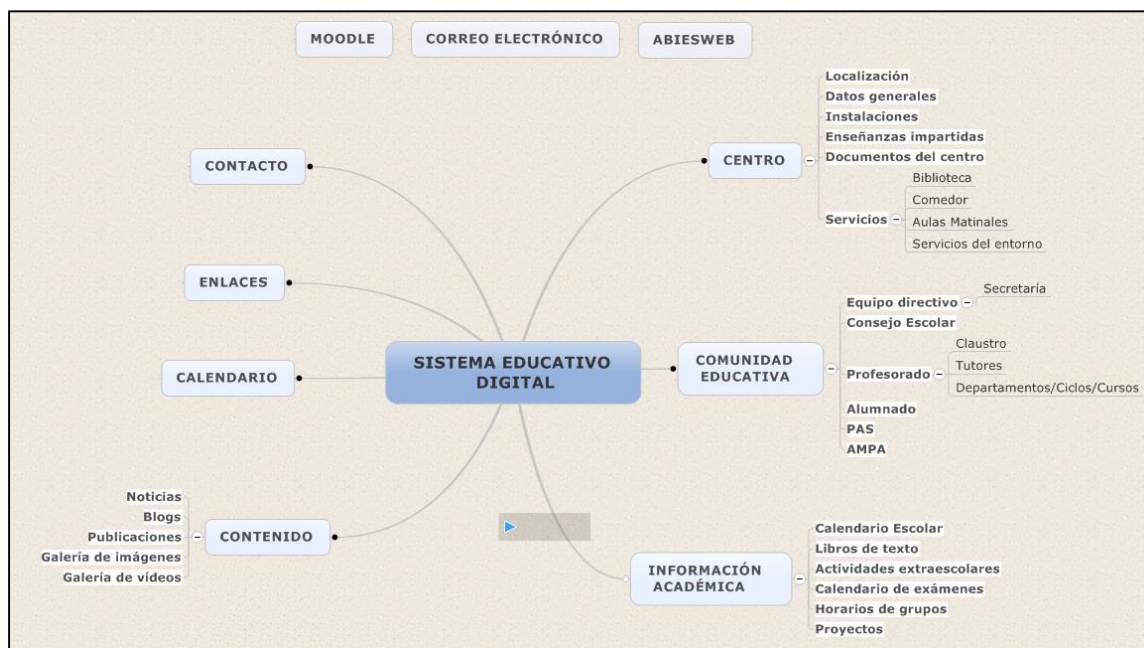 MOODLE
CORREO ELECTRÓNICO
ABIESWEB
CONTACTO
ENLACES
CALENDARIO
CONTENIDO
Noticias
Blogs
Publicaciones
Galería de imágenes
Galería de vídeos
SISTEMA EDUCATIVO
DIGITAL
CENTRO
Localización
Datos generales
Instalaciones
Enseñanzas impartidas
Documentos del centro
Servicios
Biblioteca
Comedor
Aulas Matinales
Servicios del entorno
COMUNIDAD
EDUCATIVA
Equipo directivo
Secretaría
Consejo Escolar
Profesorado
Claustro
Tutores
Departamentos/Ciclos/Cursos
Alumnado
PAS
AMPA
INFORMACIÓN
ACADÉMICA
Calendario Escolar
Libros de texto
Actividades extraescolares
Calendario de exámenes
Horarios de grupos
Proyectos